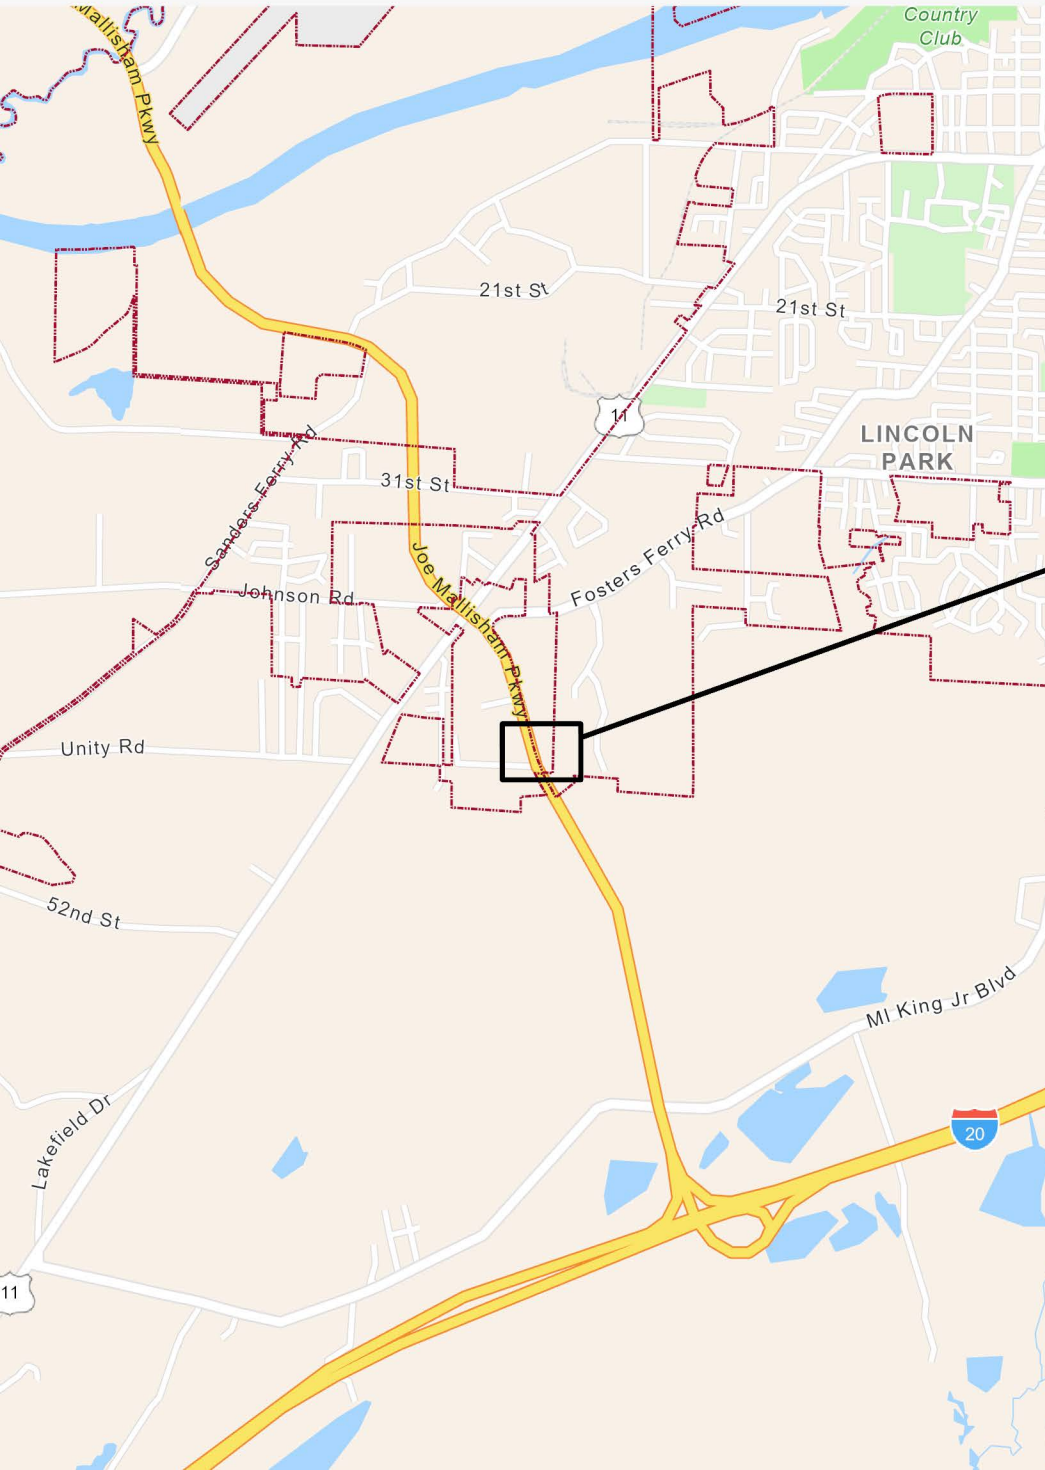 Mallisham Pkwy
Country
Club
21st St
21st St
11
LINCOLN
PARK
Sanders Ferry Rd
31st St
Fosters Ferry Rd
Joe Mallisham Pkwy
Johnson Rd
Unity Rd
52nd St
Ml King Jr Blvd
Lakefield Dr
20
11